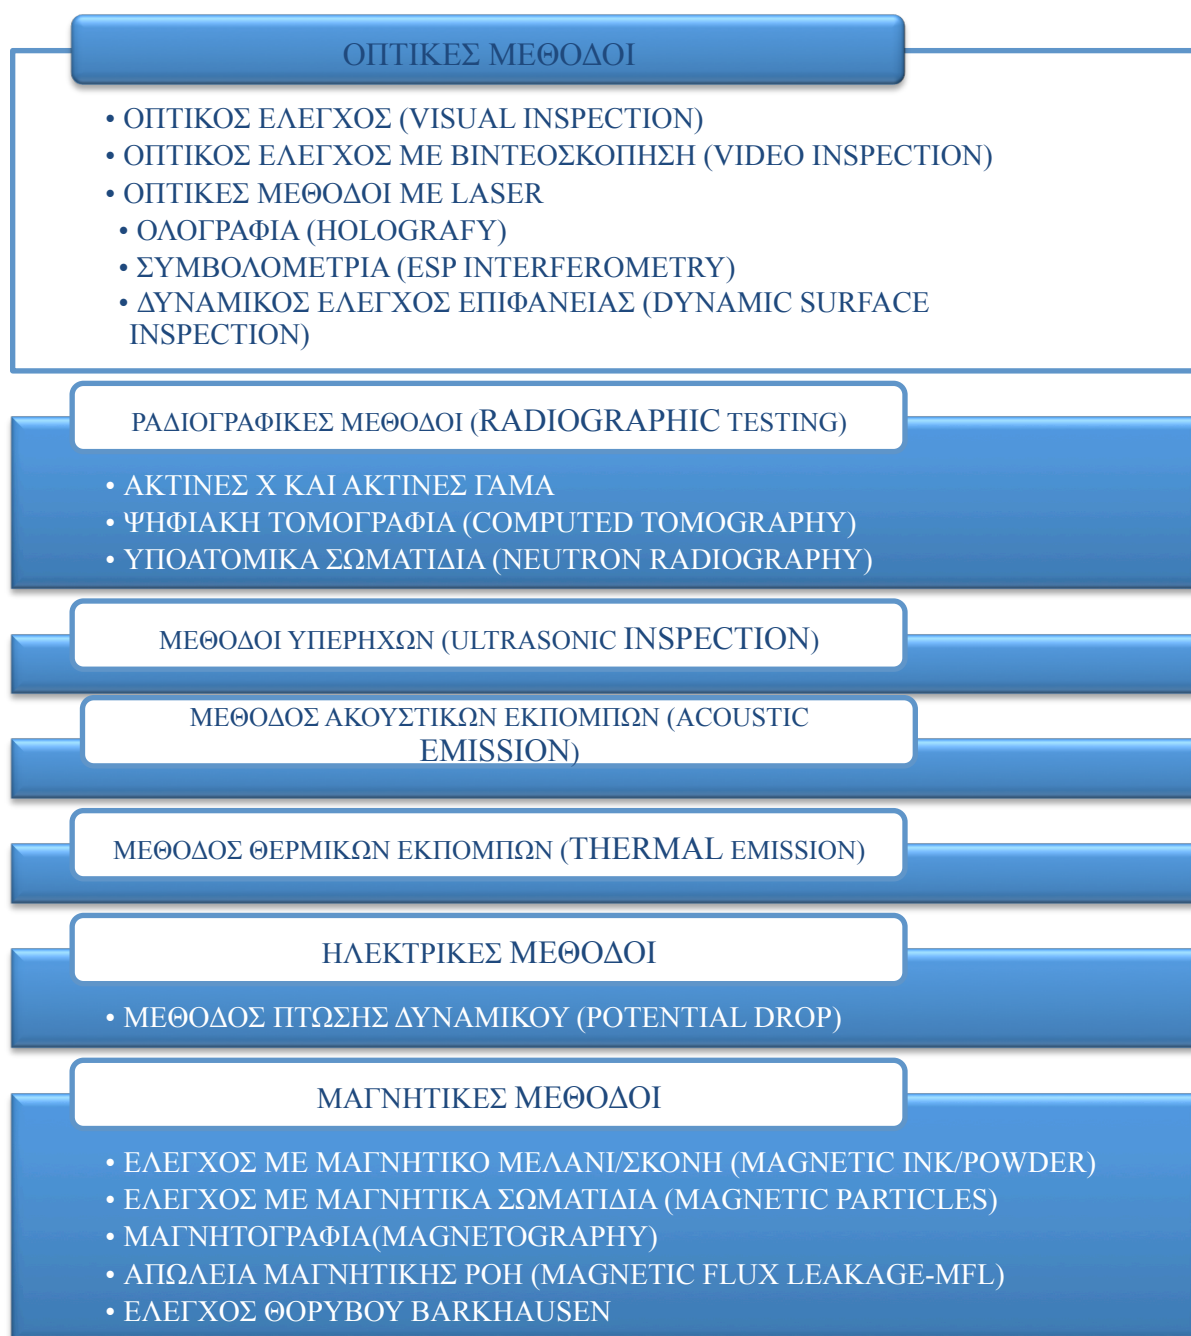 ΟΠΤΙΚΕΣ ΜΕΘΟΔΟΙ
• ΟΠΤΙΚΟΣ ΕΛΕΓΧΟΣ (VISUAL INSPECTION)
• ΟΠΤΙΚΟΣ ΕΛΕΓΧΟΣ ΜΕ ΒΙΝΤΕΟΣΚΟΠΗΣΗ (VIDEO INSPECTION)
• ΟΠΤΙΚΕΣ ΜΕΘΟΔΟΙ ΜΕ LASER
• ΟΛΟΓΡΑΦΙΑ (HOLOGRAFY)
• ΣΥΜΒΟΛΟΜΕΤΡΙΑ (ESP INTERFEROMETRY)
• ΔΥΝΑΜΙΚΟΣ ΕΛΕΓΧΟΣ ΕΠΙΦΑΝΕΙΑΣ (DYNAMIC SURFACE
INSPECTION)
ΡΑΔΙΟΓΡΑΦΙΚΕΣ ΜΕΘΟΔΟΙ (RADIOGRAPHIC TESTING)
• ΑΚΤΙΝΕΣ Χ ΚΑΙ ΑΚΤΙΝΕΣ ΓΑΜΑ
• ΨΗΦΙΑΚΗ ΤΟΜΟΓΡΑΦΙΑ (COMPUTED TOMOGRAPHY)
• ΥΠΟΑΤΟΜΙΚΑ ΣΩΜΑΤΙΔΙΑ (NEUTRON RADIOGRAPHY)
ΜΕΘΟΔΟΙ ΥΠΕΡΗΧΩΝ (ULTRASONIC INSPECTION)
ΜΕΘΟΔΟΣ ΑΚΟΥΣΤΙΚΩΝ ΕΚΠΟΜΠΩΝ (ACOUSTIC
EMISSION)
ΜΕΘΟΔΟΣ ΘΕΡΜΙΚΩΝ ΕΚΠΟΜΠΩΝ (THERMAL EMISSION)
ΗΛΕΚΤΡΙΚΕΣ ΜΕΘΟΔΟΙ
• ΜΕΘΟΔΟΣ ΠΤΩΣΗΣ ΔΥΝΑΜΙΚΟΥ (POTENTIAL DROP)
ΜΑΓΝΗΤΙΚΕΣ ΜΕΘΟΔΟΙ
• ΕΛΕΓΧΟΣ ΜΕ ΜΑΓΝΗΤΙΚΟ ΜΕΛΑΝΙ/ΣΚΟΝΗ (MAGNETIC INK/POWDER)
• ΕΛΕΓΧΟΣ ΜΕ ΜΑΓΝΗΤΙΚΑ ΣΩΜΑΤΙΔΙΑ (MAGNETIC PARTICLES)
• ΜΑΓΝΗΤΟΓΡΑΦΙΑ(MAGNETOGRAPHY)
• ΑΠΩΛΕΙΑ ΜΑΓΝΗΤΙΚΗΣ ΡΟΗ (MAGNETIC FLUX LEAKAGE-MFL)
• ΕΛΕΓΧΟΣ ΘΟΡΥΒΟΥ BARKHAUSEN